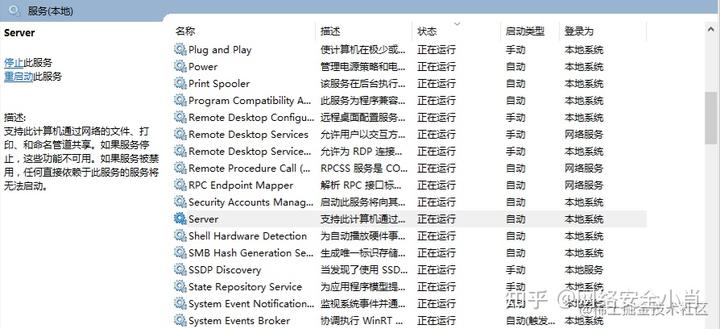 服务(本地)
Server
停止此服务
重启动此服务
描述:
支持此计算机通过网络的文件、打
印、和命名管道共享。如果服务停
止，这些功能不可用。如果服务被禁
用，任何直接依赖于此服务的服务将
无法启动。
名称 描述 状态 启动类型 登录为
Plug and Play 使计算机在极少或... 正在运行 手动 本地系统
Power 管理电源策略和电... 正在运行 自动 本地系统
Print Spooler 该服务在后台执行... 正在运行 自动 本地系统
Program Compatibility A... 此服务为程序兼容... 正在运行 自动 本地系统
Remote Desktop Configu... 远程桌面配置服务... 正在运行 手动 本地系统
Remote Desktop Services 允许用户以交互方... 正在运行 手动 网络服务
Remote Desktop Services... 允许为 RDP 连接... 正在运行 手动 本地系统
Remote Procedure Call (... RPCSS 服务是 CO... 正在运行 自动 网络服务
RPC Endpoint Mapper 解析 RPC 接口标... 正在运行 自动 网络服务
Security Accounts Manag... 启动此服务将向其... 正在运行 自动 本地系统
Server 支持此计算机通过... 正在运行 自动 本地系统
Shell Hardware Detection 为自动播放硬件事... 正在运行 自动 本地系统
SMB Hash Generation Se... 生成唯一标识存储... 正在运行 自动 本地系统
SSDP Discovery 当发现了使用 SSD... 正在运行 手动 本地服务
State Repository Service 为应用程序模型提... 正在运行 手动 本地系统
System Event Notification... 监视系统事件并通... 正在运行 自动 本地系统
System Events Broker 协调执行 WinRT ... 正在运行 自动(触发... 本地系统
知乎 @网络安全小肖
@稀土掘金技术社区